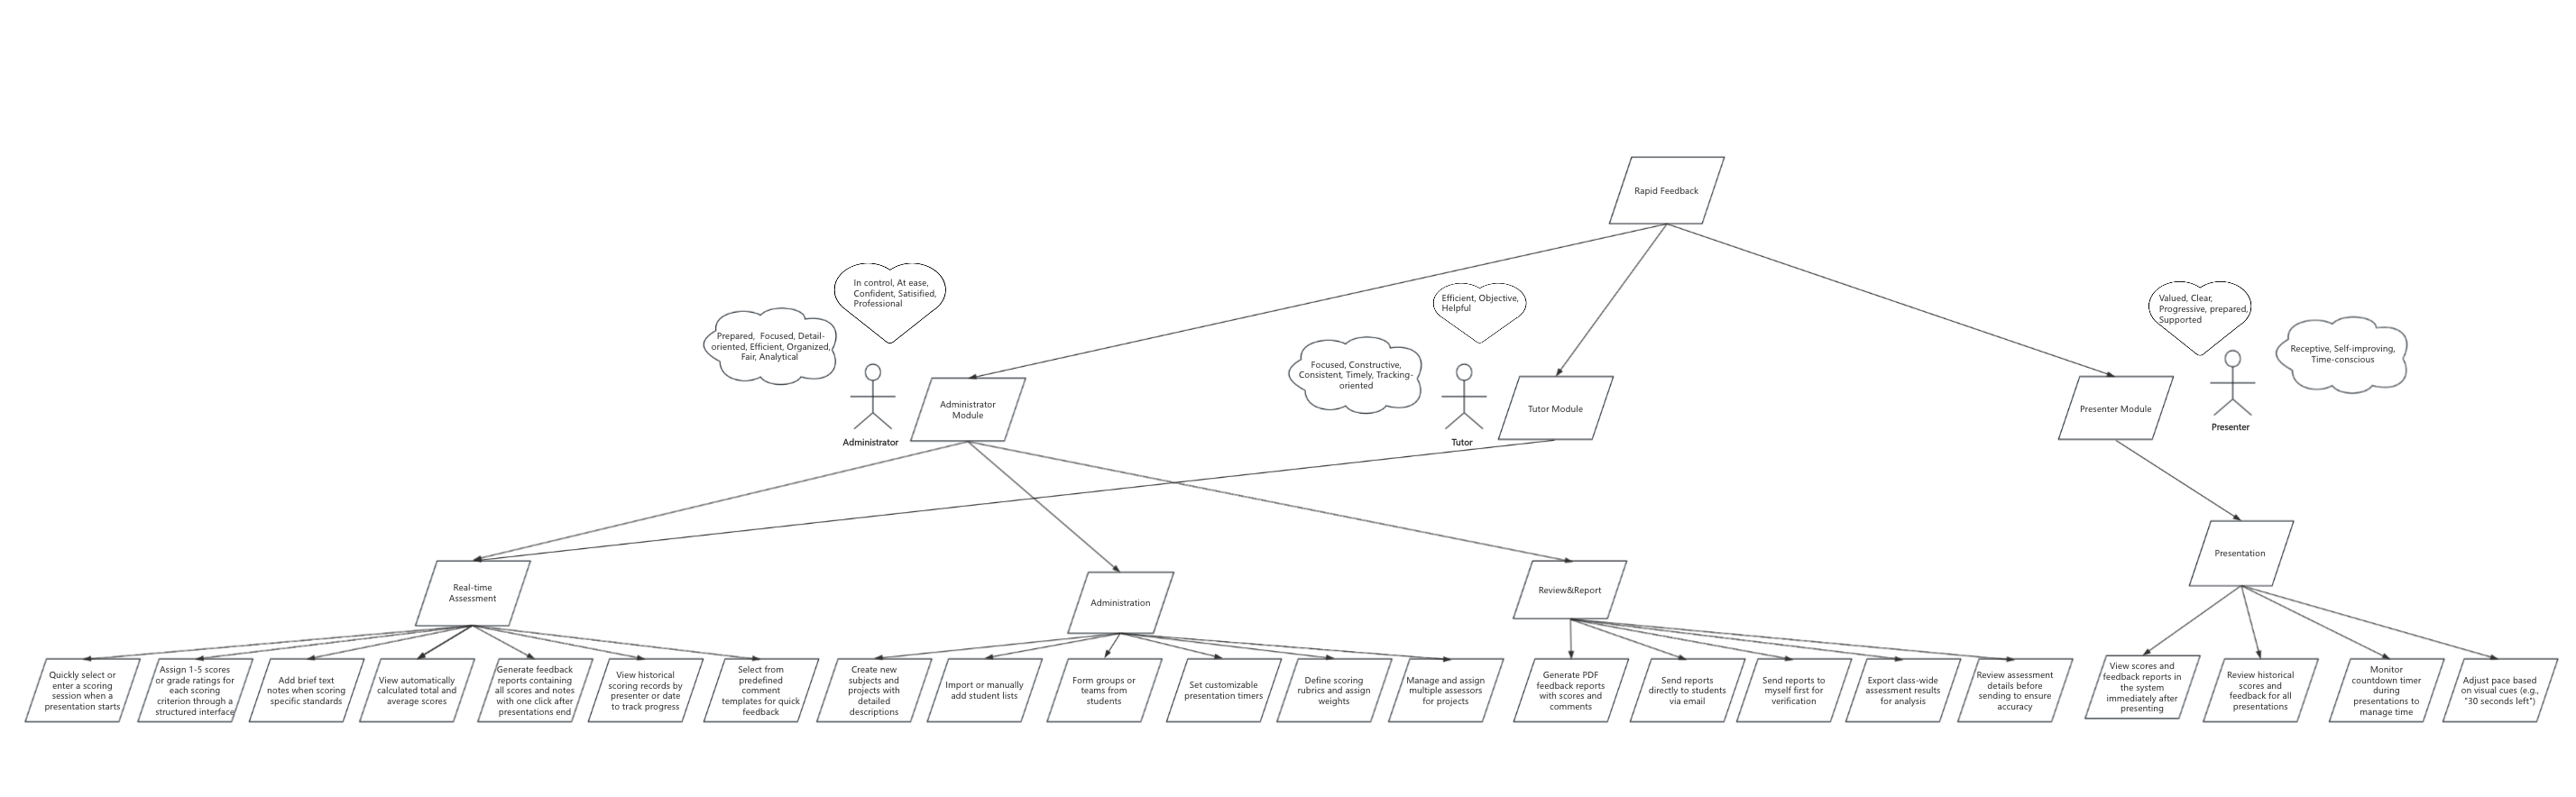 Rapid Feedback
In control, At ease,
Confident, Satisified,
Professional
Prepared,  Focused, Detail-
oriented, Efficient, Organized,
Fair, Analytical
Administrator
Administrator
Module
Efficient, Objective,
Helpful
Focused, Constructive,
Consistent, Timely, Tracking-
oriented
Tutor
Tutor Module
Valued, Clear,
Progressive, prepared,
Supported
Receptive, Self-improving,
Time-conscious
Presenter Module
Presenter
Real-time
Assessment
Administration
Review&Report
Presentation
Quickly select or
enter a scoring
session when a
presentation starts
Assign 1-5 scores
or grade ratings for
each scoring
criterion through a
structured interface
Add brief text
notes when scoring
specific standards
View automatically
calculated total and
average scores
Generate feedback
reports containing
all scores and notes
with one click after
presentations end
View historical
scoring records by
presenter or date
to track progress
Select from
predefined
comment
templates for quick
feedback
Create new
subjects and
projects with
detailed
descriptions
Import or manually
add student lists
Form groups or
teams from
students
Set customizable
presentation timers
Define scoring
rubrics and assign
weights
Manage and assign
multiple assessors
for projects
Generate PDF
feedback reports
with scores and
comments
Send reports
directly to students
via email
Send reports to
myself first for
verification
Export class-wide
assessment results
for analysis
Review assessment
details before
sending to ensure
accuracy
View scores and
feedback reports in
the system
immediately after
presenting
Review historical
scores and
feedback for all
presentations
Monitor
countdown timer
during
presentations to
manage time
Adjust pace based
on visual cues (e.g.,
"30 seconds left")